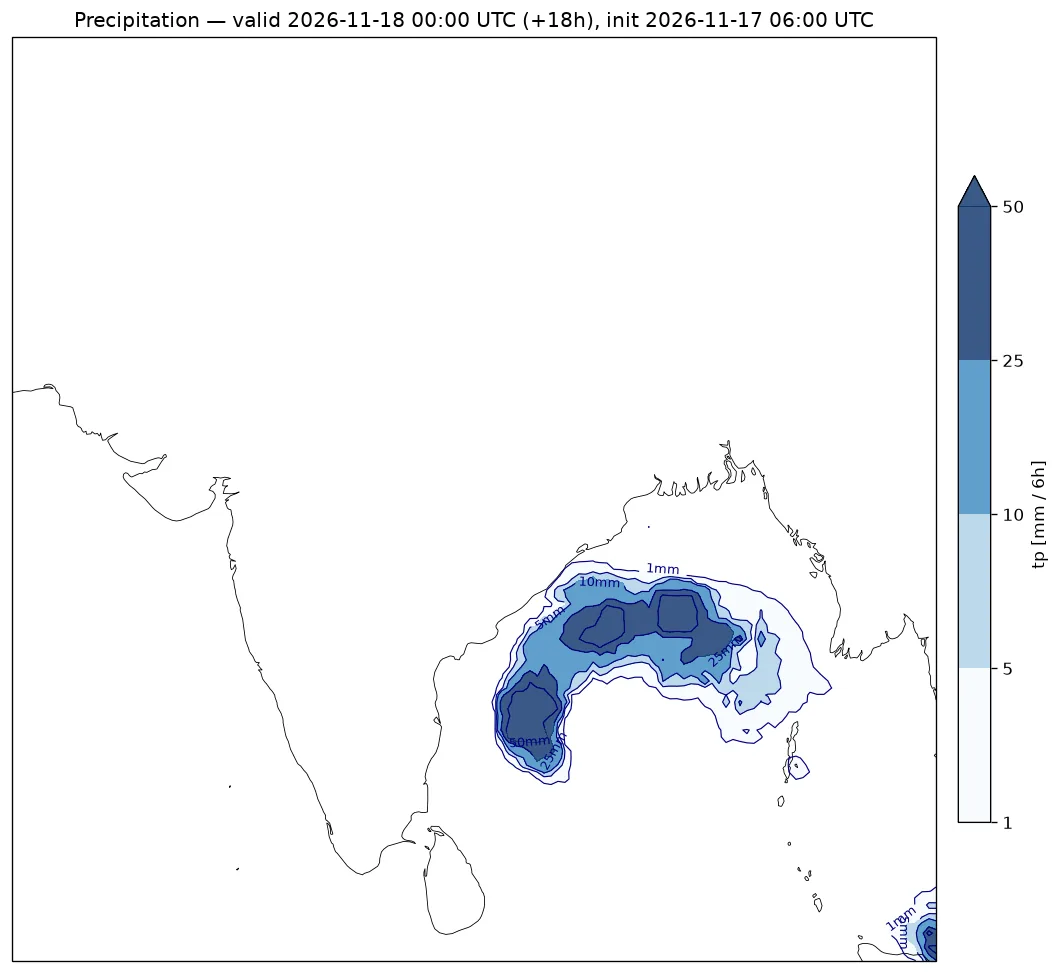 Precipitation — valid 2026-11-18 00:00 UTC (+18h), init 2026-11-17 06:00 UTC
50
25
10
5
1
tp [mm / 6h]
1mm
10mm
5mm
25mm
50mm
25mm
1mm